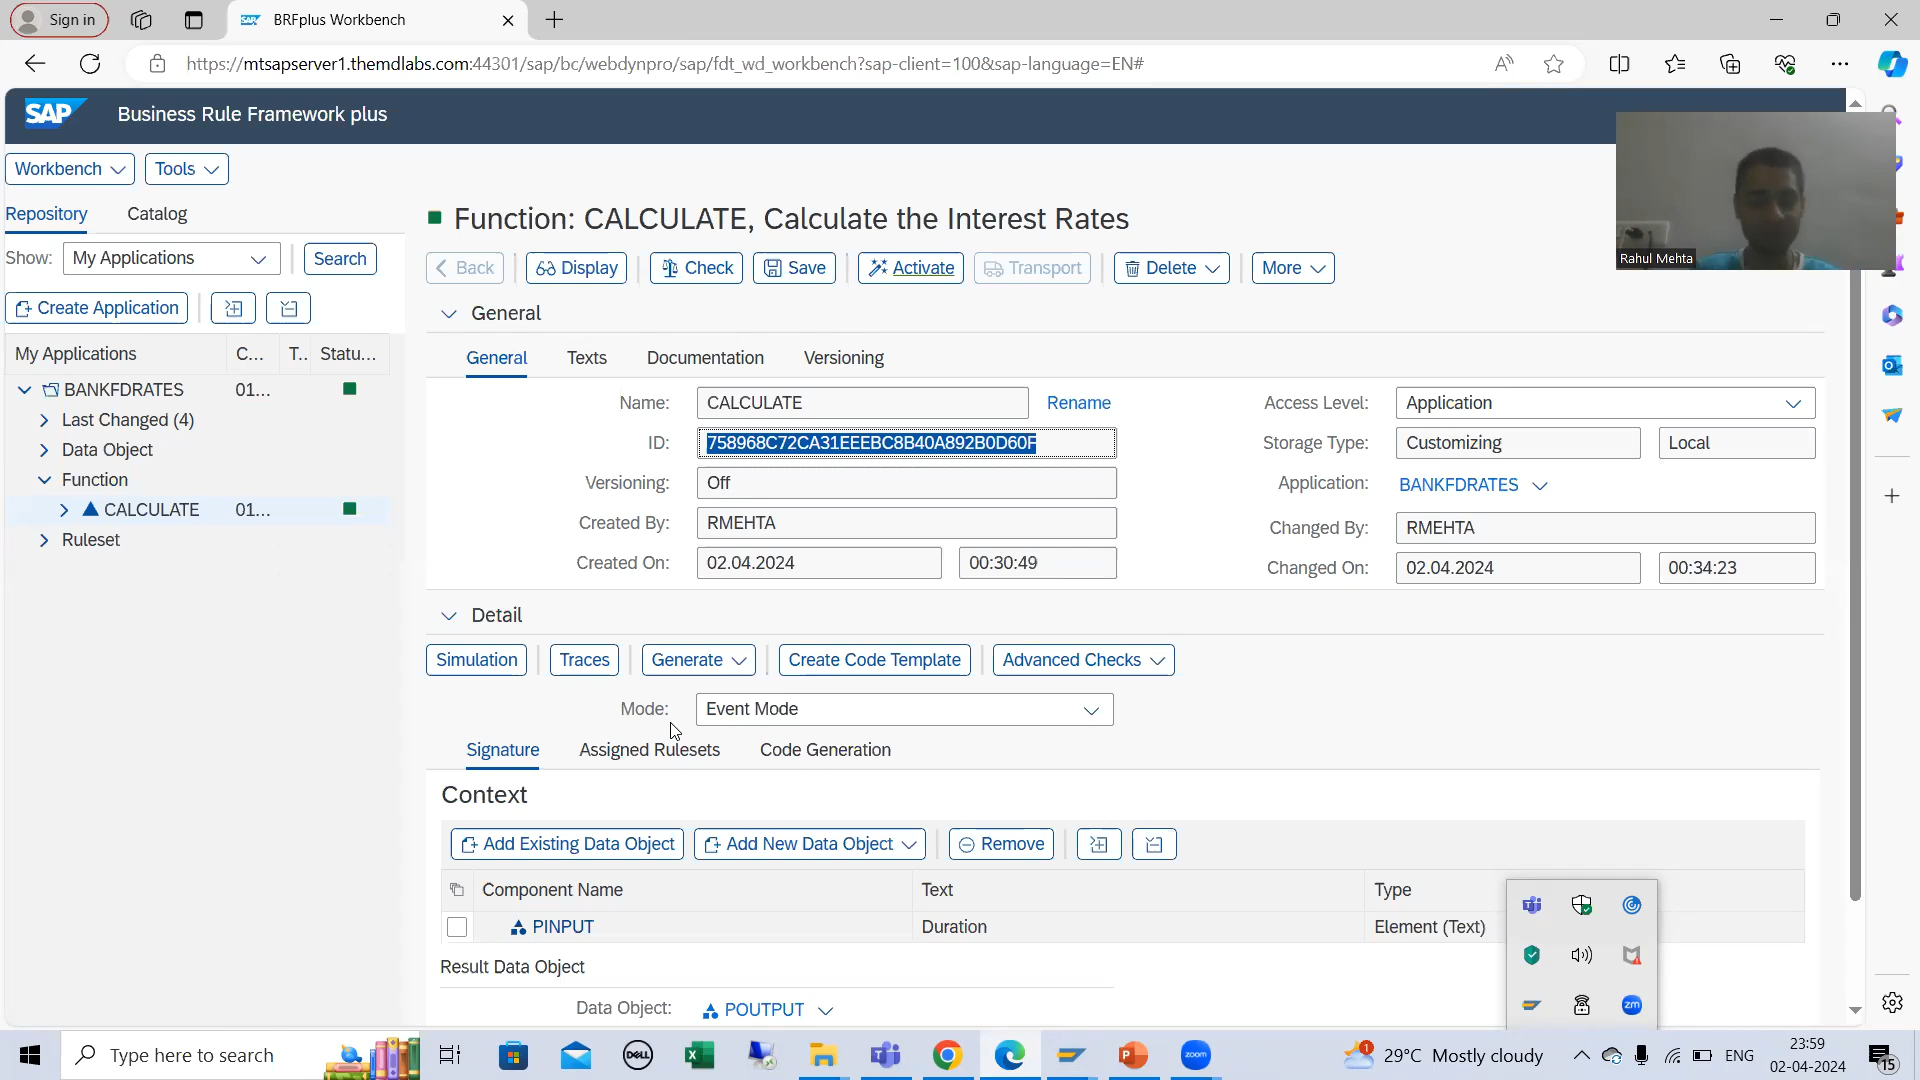 Sign in
BRFplus Workbench
https://mtsapserver1.themdlabs.com:44301/sap/bc/webdynpro/sap/fdt_wd_workbench?sap-client=100&sap-language=EN#
SAP Business Rule Framework plus
Workbench Tools
Rahul Mehta
Repository Catalog
Show: My Applications Search
Create Application
My Applications C... T.. Statu...
BANKFDRATES 01...
Last Changed (4)
Data Object
Function
CALCULATE 01...
Ruleset
Function: CALCULATE, Calculate the Interest Rates
Back Display Check Save Activate Transport Delete More
General
General Texts Documentation Versioning
Name: CALCULATE Rename Access Level: Application
ID: 758968C72CA31EEEBC8B40A892B0D60F Storage Type: Customizing Local
Versioning: Off Application: BANKFDRATES
Created By: RMEHTA Changed By: RMEHTA
Created On: 02.04.2024 00:30:49 Changed On: 02.04.2024 00:34:23
Detail
Simulation Traces Generate Create Code Template Advanced Checks
Mode: Event Mode
Signature Assigned Rulesets Code Generation
Context
Add Existing Data Object Add New Data Object Remove
Component Name Text Type
PINPUT Duration Element (Text)
Result Data Object
Data Object: POUTPUT
zm
Type here to search
DELL
zoom
1
29°C Mostly cloudy
ENG
23:59
02-04-2024
15